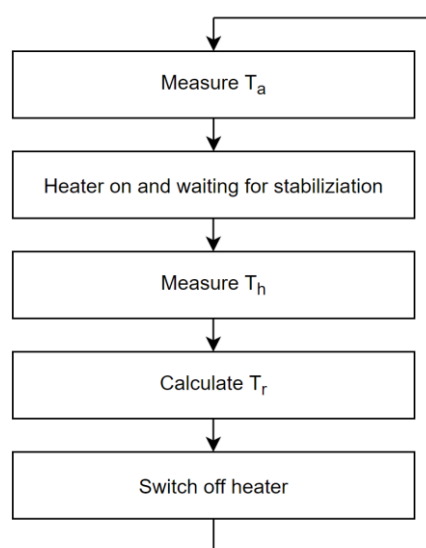 Measure Tₐ
Heater on and waiting for stabiliziation
Measure Tₕ
Calculate Tᵣ
Switch off heater